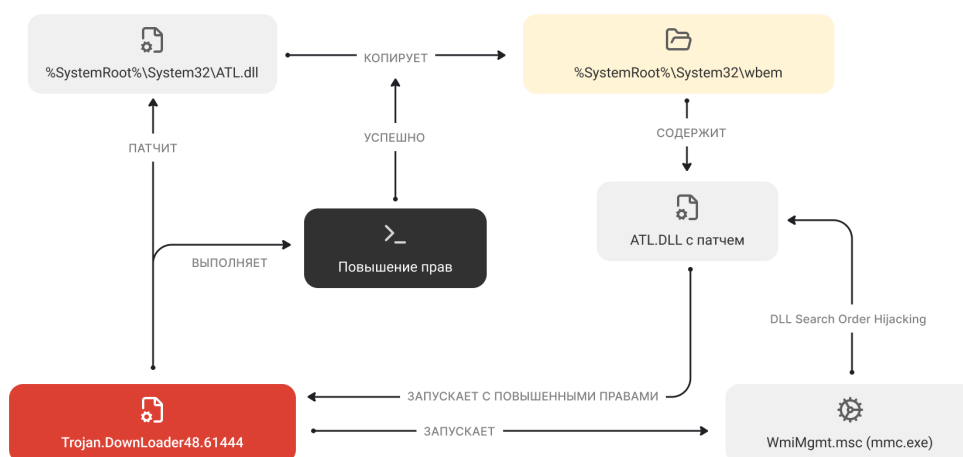 КОПИРУЕТ
%SystemRoot%\System32\ATL.dll
%SystemRoot%\System32\wbem
ПАТЧИТ
УСПЕШНО
СОДЕРЖИТ
ATL.DLL с патчем
ВЫПОЛНЯЕТ
Повышение прав
DLL Search Order Hijacking
ЗАПУСКАЕТ С ПОВЫШЕННЫМИ ПРАВАМИ
ЗАПУСКАЕТ
Trojan.DownLoader48.61444
WmiMgmt.msc (mmc.exe)